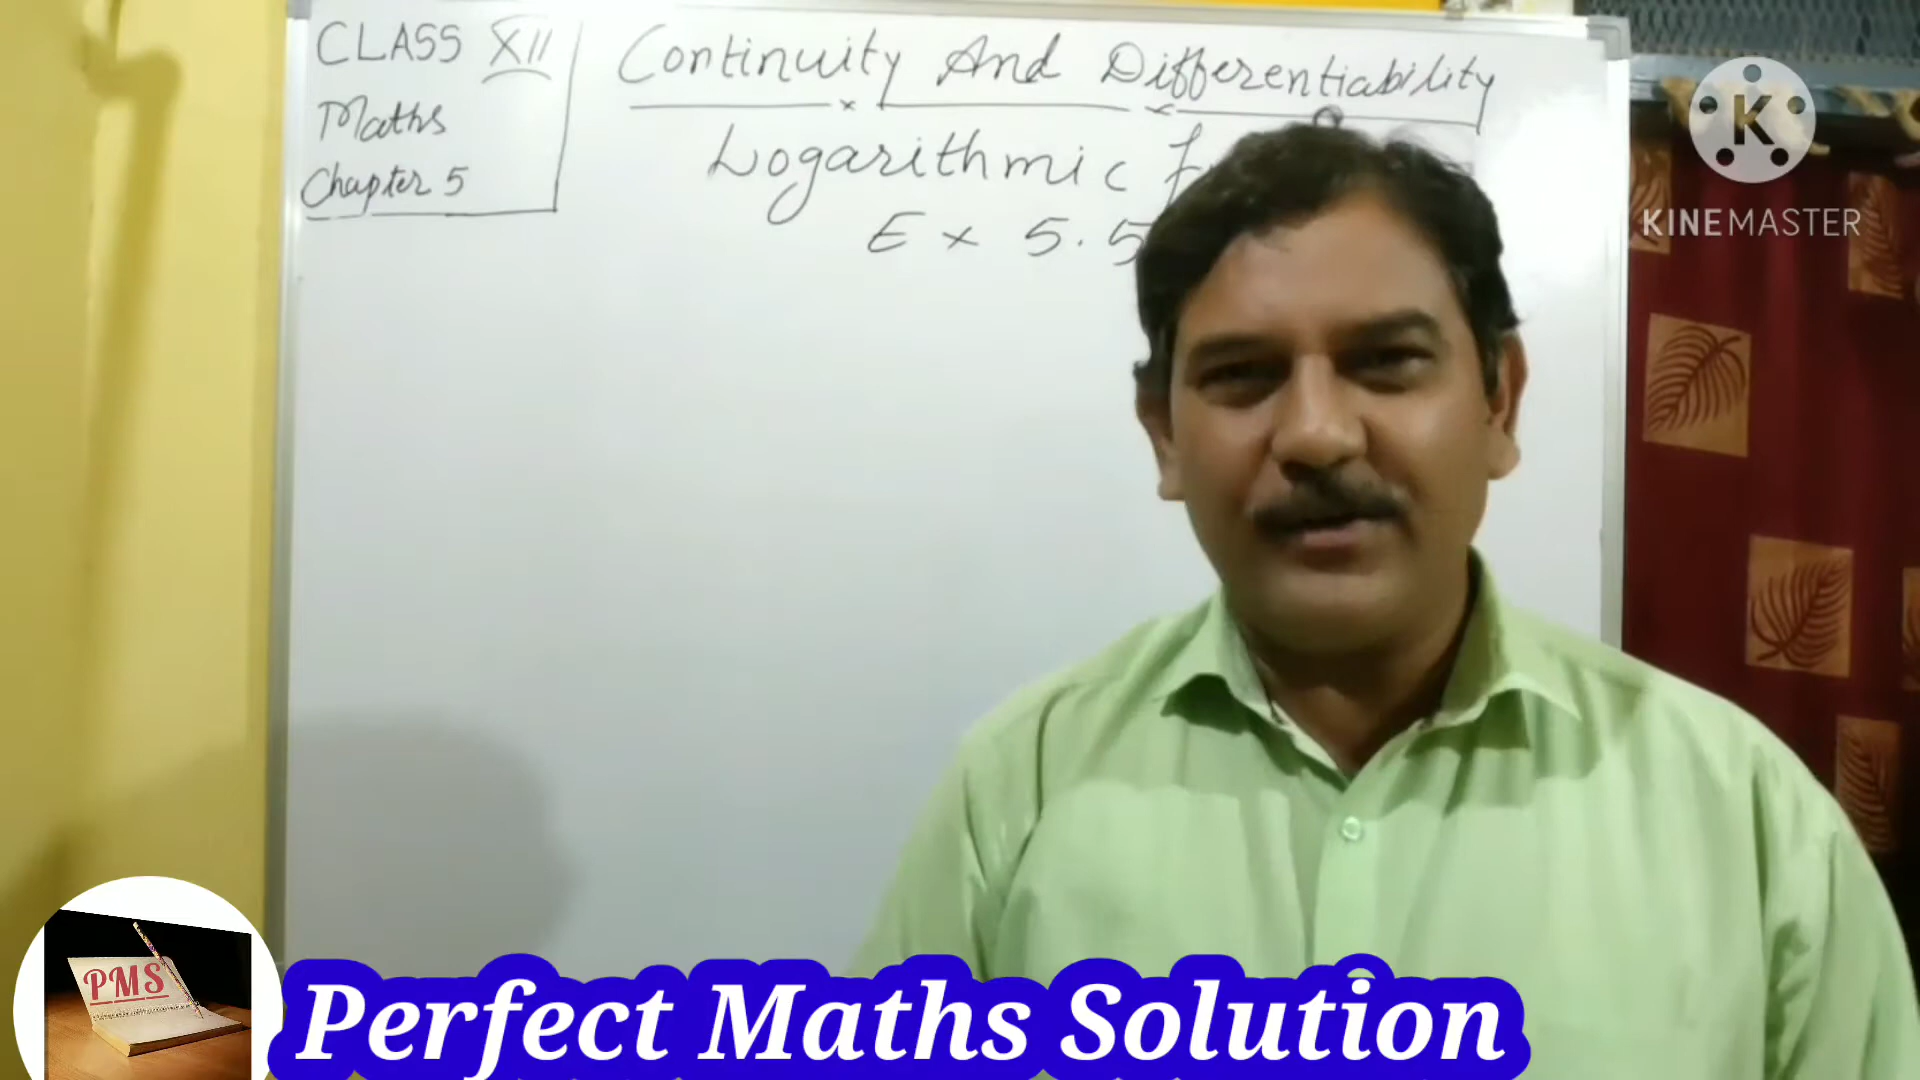 CLASS XII
Maths
Chapter 5
Continuity And Differentiability
Logarithmic
Ex 5.5
K
KINEMASTER
PMS
Perfect Maths Solution